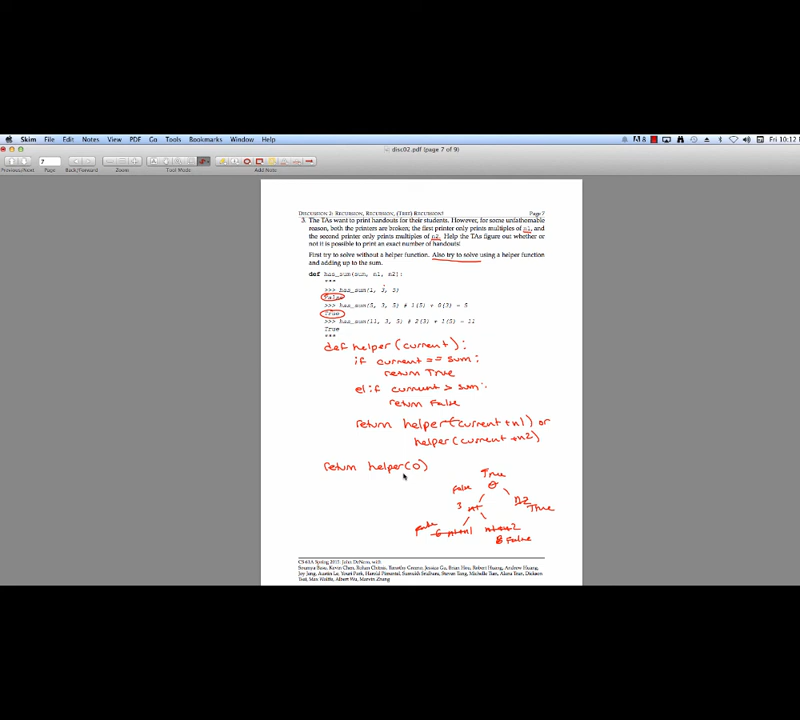 Skim File Edit View PDF Go Tools Bookmarks Window Help
Fri 10:12
disc02.pdf (page 7 of 9)
7
Previous/Next Page Back/Forward Zoom Tool Mode Add Note
DISCUSSION 2: RECURSION, RECURSION, (TREE) RECURSION! Page 7
3. The TAs want to print handouts for their students. However, for some unfathomable
reason, both the printers are broken; the first printer only prints multiples of n1, and
the second printer only prints multiples of n2. Help the TAs figure out whether or
not it is possible to print an exact number of handouts!
First try to solve without a helper function. Also try to solve using a helper function
and adding up to the sum.
def has_sum(sum, n1, n2):
"""
>>> has_sum(1, 3, 5)
False
>>> has_sum(5, 3, 5) # 1(5) + 0(3) = 5
True
>>> has_sum(11, 3, 5) # 2(3) + 1(5) = 11
True
"""
def helper (current):
if current == sum:
return True
elif current > sum:
return False
return helper(current+n1) or
helper(current+n2)
return helper(0)
True
False 0
3 n1 n2 True
False 6 n1+n1 n1+n2
8 False
CS 61A Spring 2015: John DeNero, with